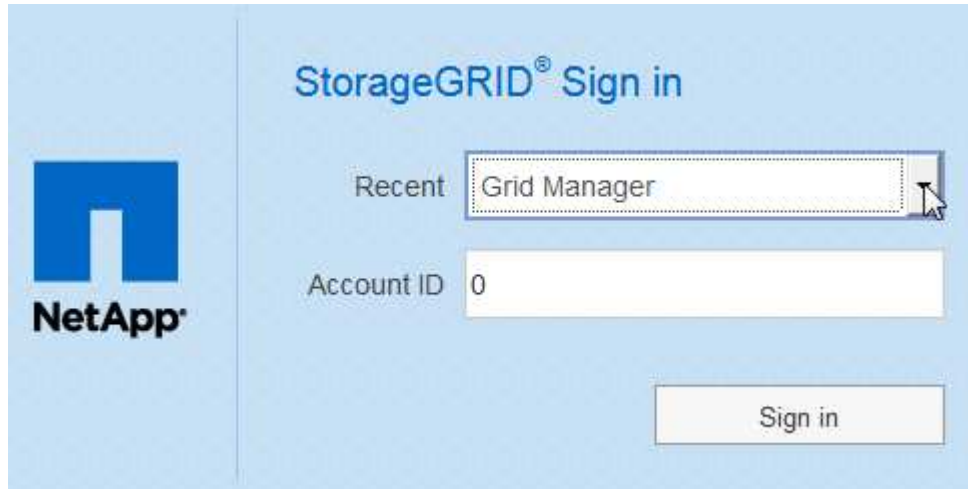 StorageGRID® Sign in
Recent Grid Manager
Account ID 0
NetApp®
Sign in